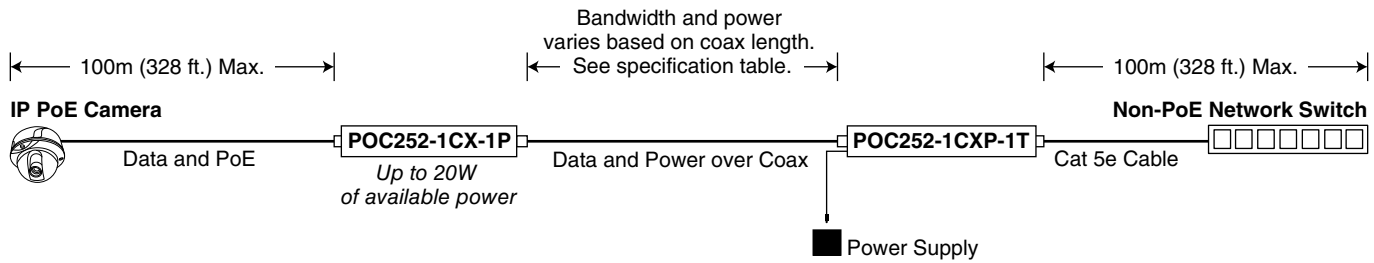 Bandwidth and power
varies based on coax length.
See specification table.
100m (328 ft.) Max.
100m (328 ft.) Max.
IP PoE Camera
Non-PoE Network Switch
POC252-1CX-1P
POC252-1CXP-1T
Data and PoE
Up to 20W
of available power
Data and Power over Coax
Cat 5e Cable
Power Supply